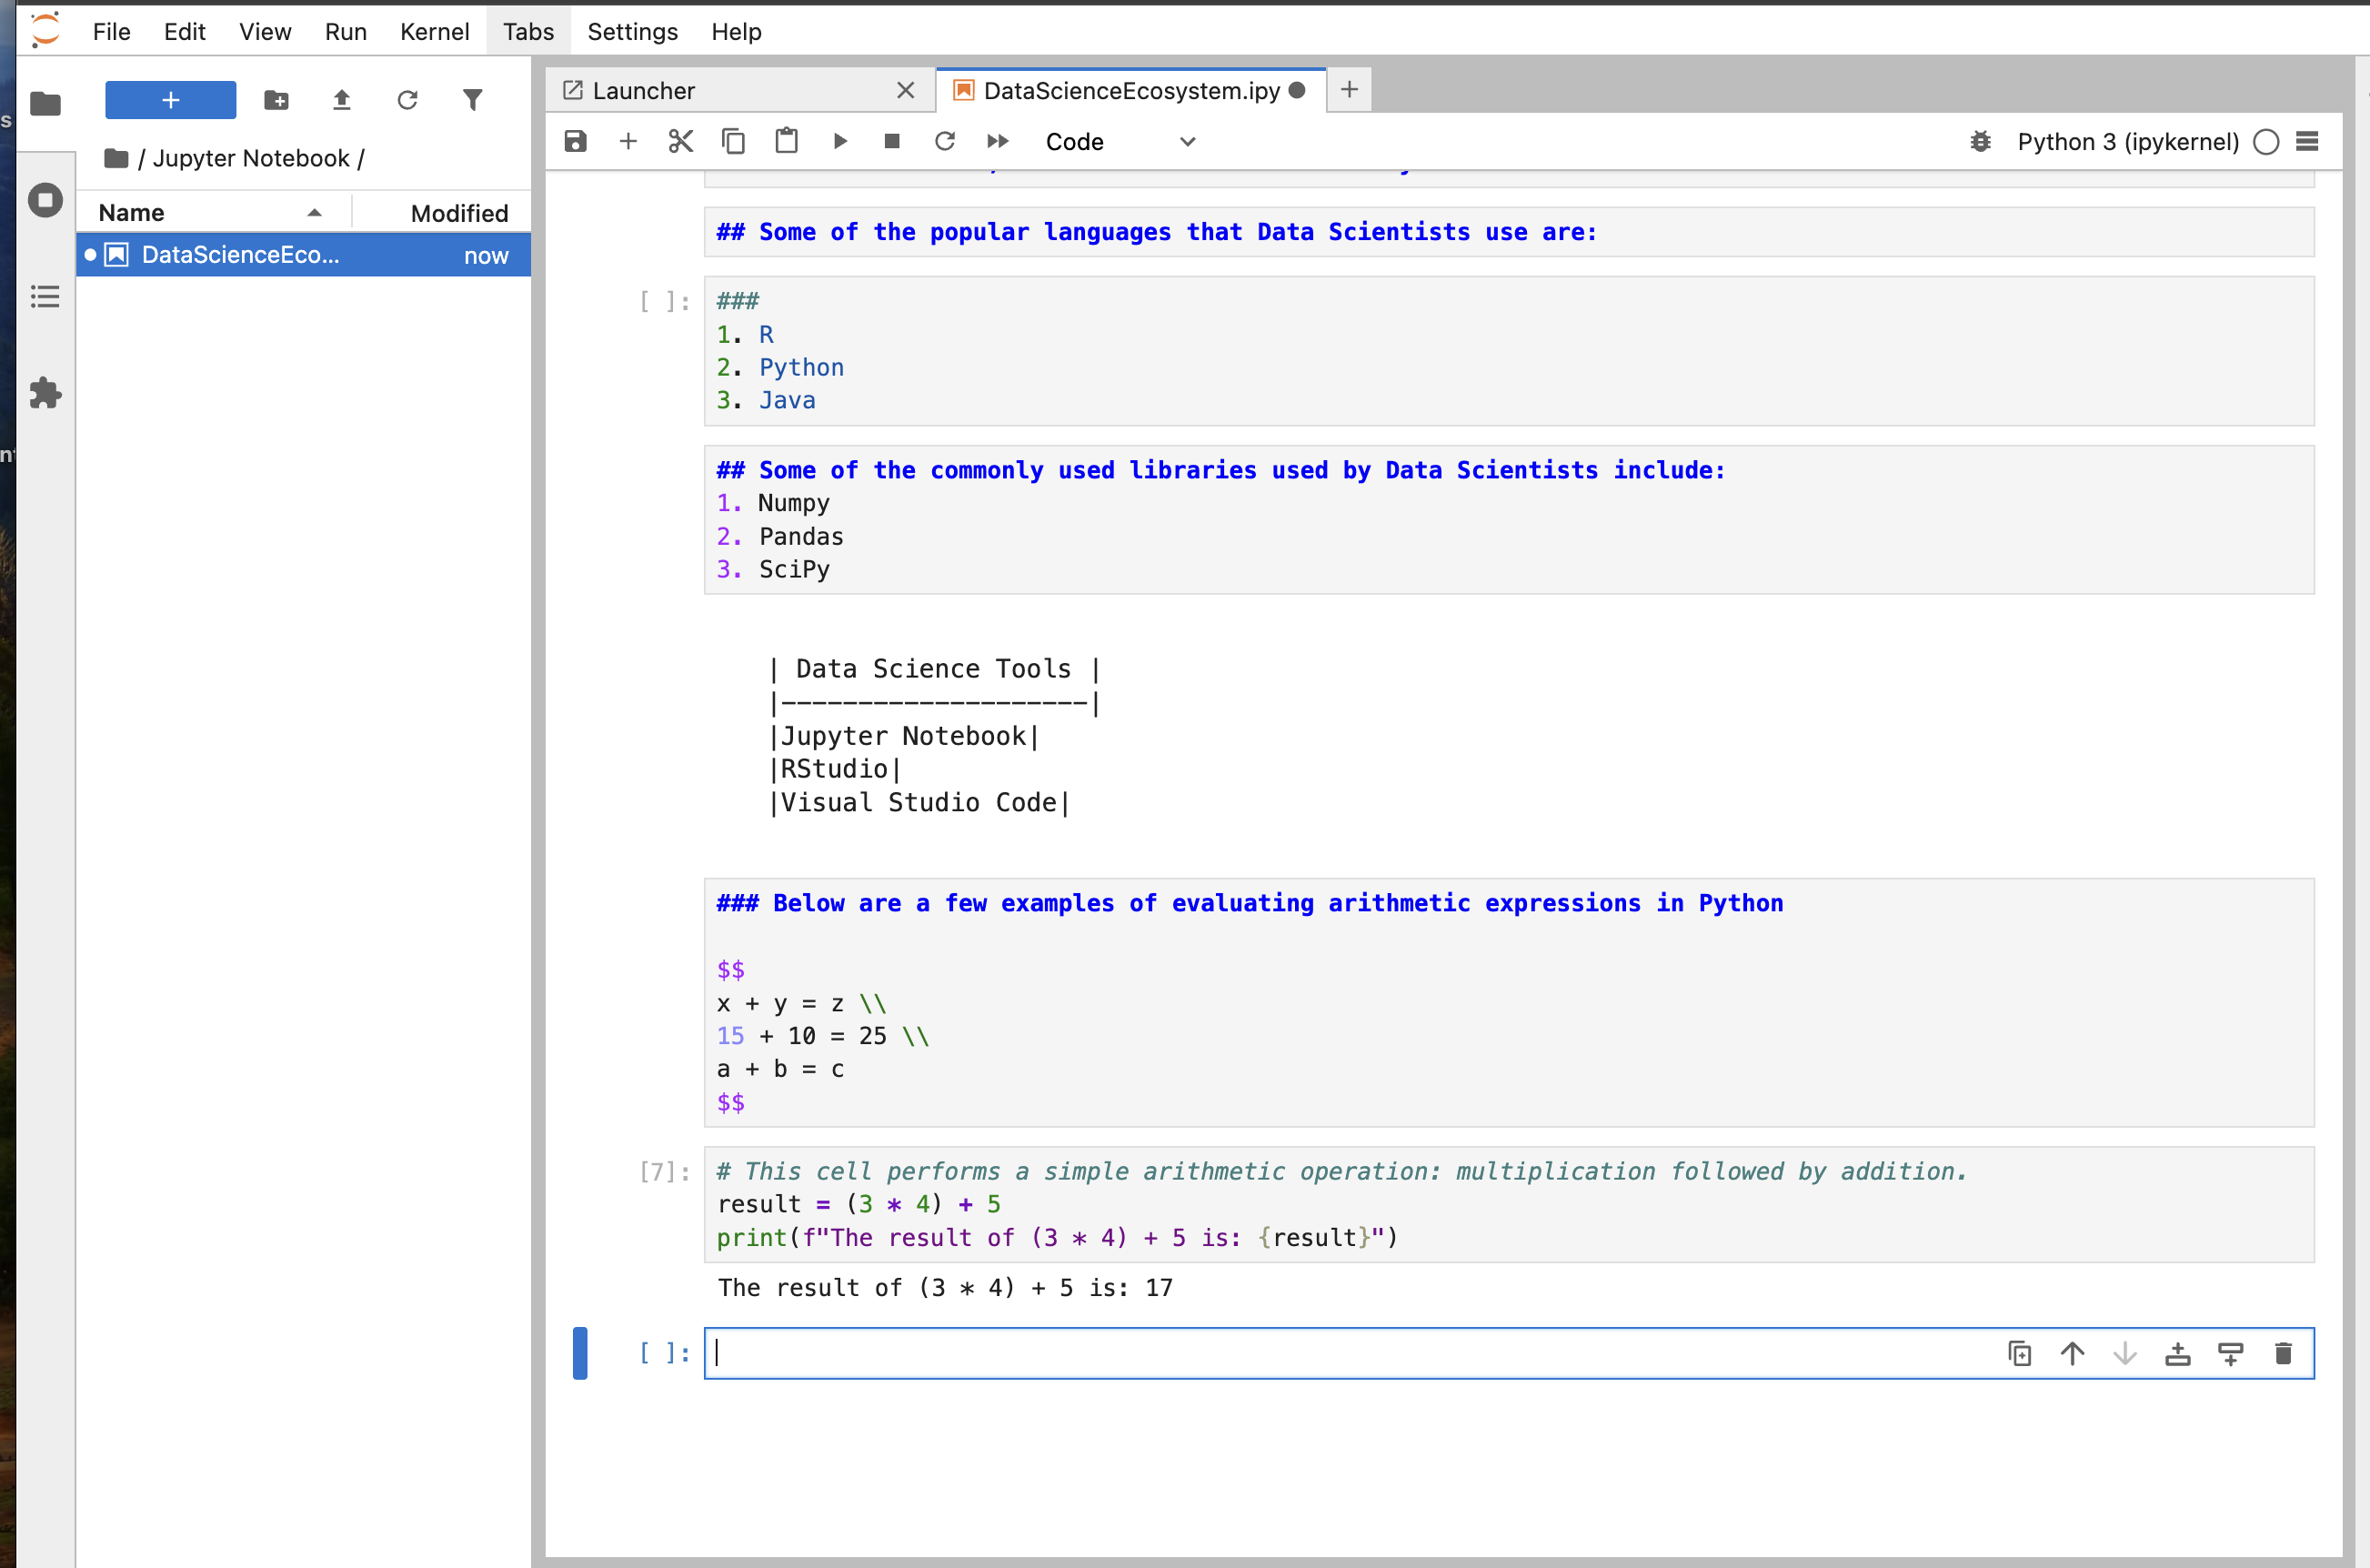 File Edit View Run Kernel Tabs Settings Help
Launcher
DataScienceEcosystem.ipy
Code
Python 3 (ipykernel)
/ Jupyter Notebook /
Name Modified
DataScienceEco... now
## Some of the popular languages that Data Scientists use are:
[ ]: ###
1. R
2. Python
3. Java
## Some of the commonly used libraries used by Data Scientists include:
1. Numpy
2. Pandas
3. SciPy
| Data Science Tools |
|--------------------|
|Jupyter Notebook|
|RStudio|
|Visual Studio Code|
### Below are a few examples of evaluating arithmetic expressions in Python
$$
x + y = z \\
15 + 10 = 25 \\
a + b = c
$$
[7]: # This cell performs a simple arithmetic operation: multiplication followed by addition.
result = (3 * 4) + 5
print(f"The result of (3 * 4) + 5 is: {result}")
The result of (3 * 4) + 5 is: 17
[ ]: